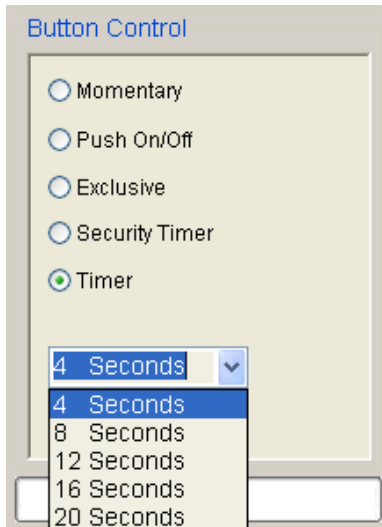 Button Control
Momentary
Push On/Off
Exclusive
Security Timer
Timer
4 Seconds
4 Seconds
8 Seconds
12 Seconds
16 Seconds
20 Seconds